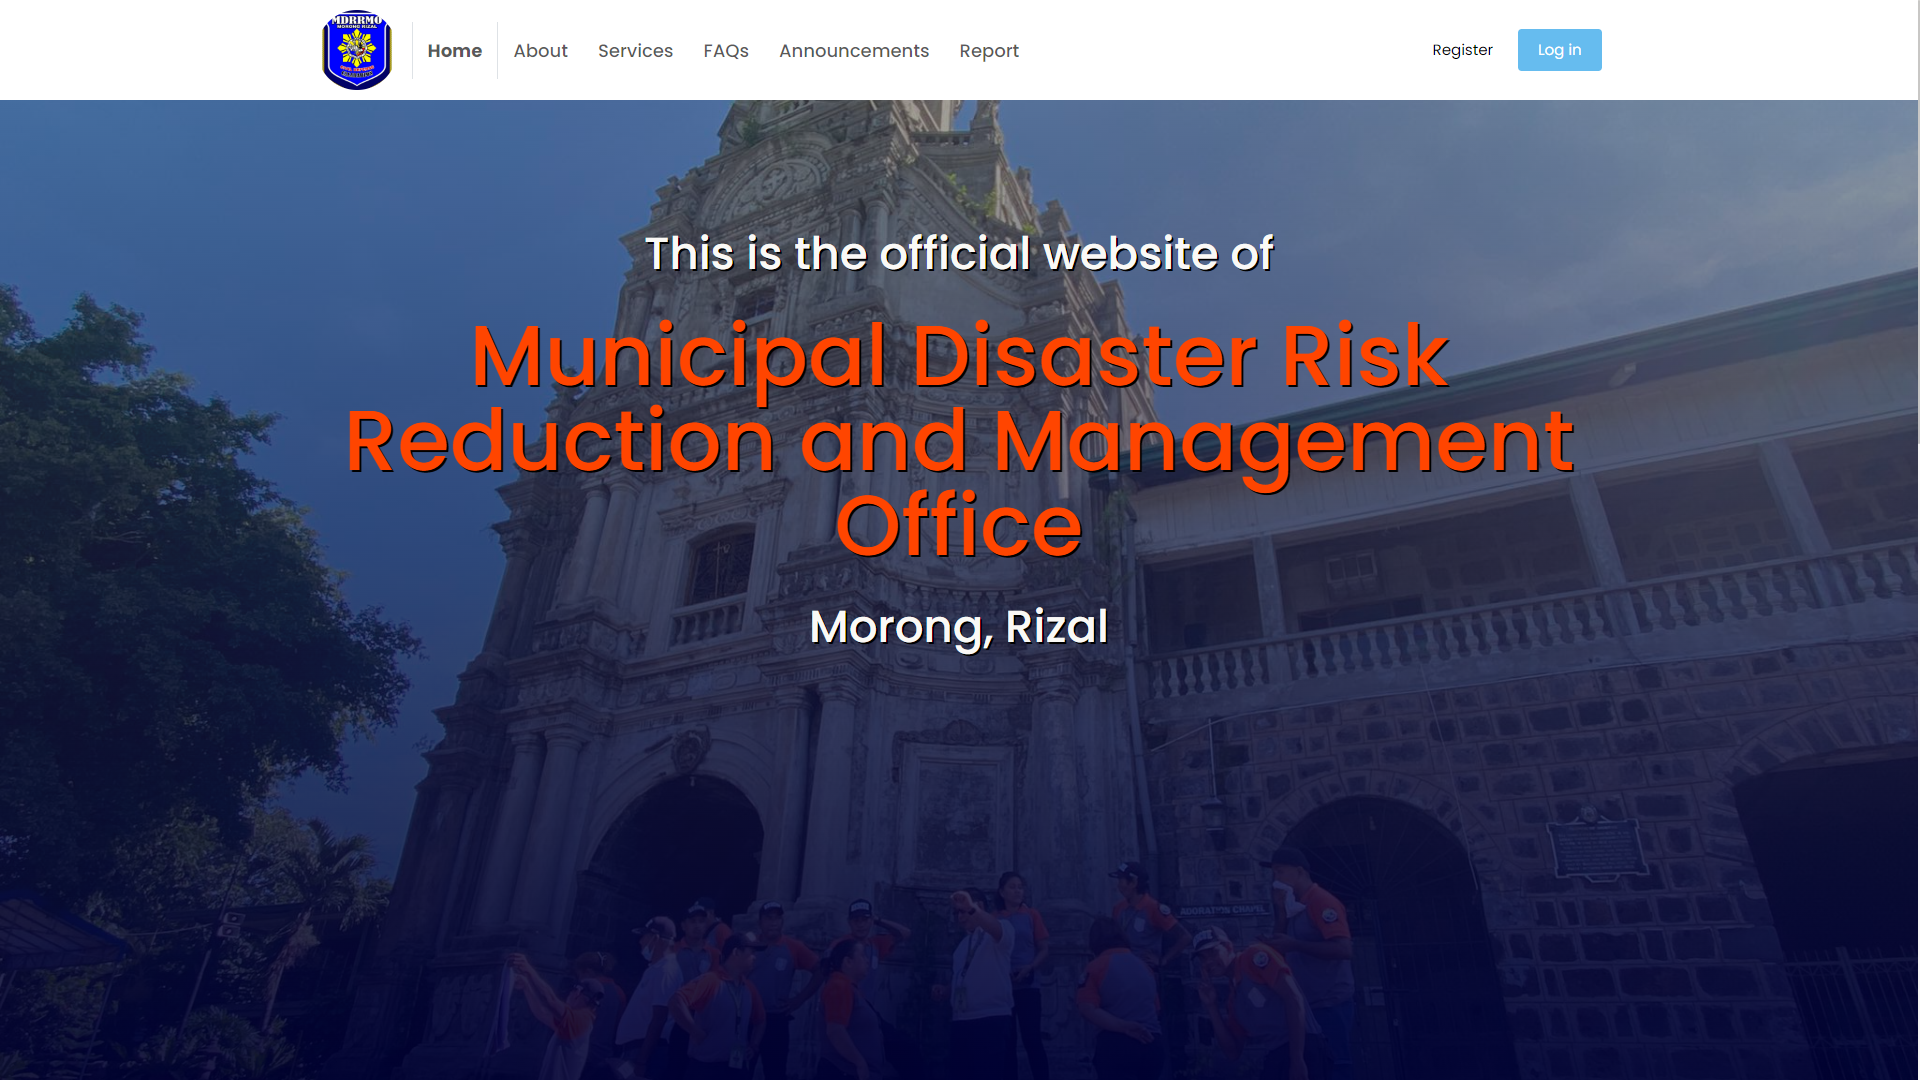 MDRRMO
MORONG RIZAL
Home
About
Services
FAQs
Announcements
Report
Register
Log in
This is the official website of
Municipal Disaster Risk
Reduction and Management
Office
Morong, Rizal
ADORATION CHAPEL